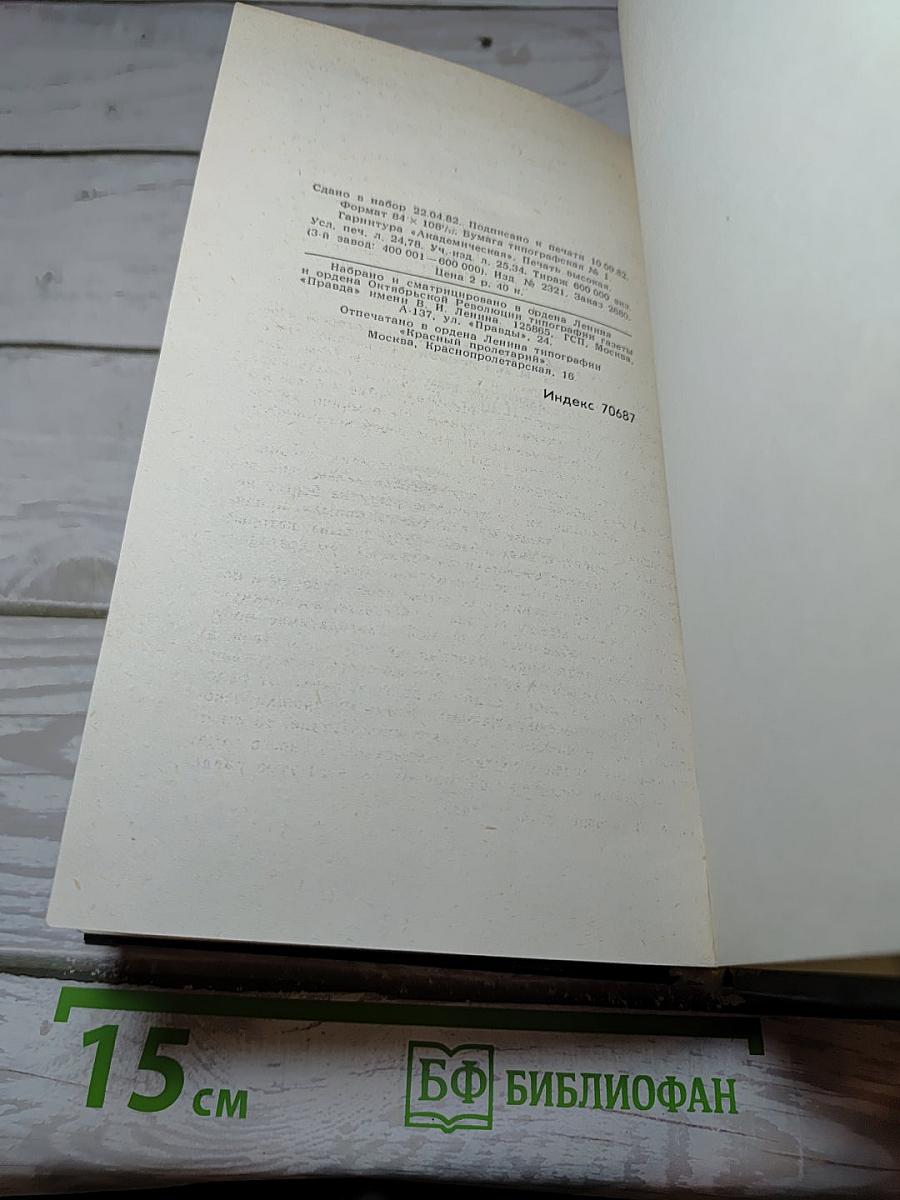 Сдано в набор 22.04.82. Подписано к печати 10.09.82.
Формат 84 × 108¹/₃₂. Бумага типографская № 1.
Гарнитура «Академическая». Печать высокая.
Усл. печ. л. 24,78. Уч. изд. л. 25,34. Тираж 600 000 экз.
(3-й завод: 400 001—600 000). Изд. № 2321. Заказ 2680.
Цена 2 р. 40 к.
Набрано и сматрицировано в ордена Ленина
и ордена Октябрьской Революции типографии газеты
«Правда» имени В. И. Ленина. 125865, ГСП, Москва,
А-137, ул. «Правды», 24.
Отпечатано в ордена Ленина типографии
«Красный пролетарий».
Москва, Краснопролетарская, 16
Индекс 70687
15 см
БФ БИБЛИОФАН